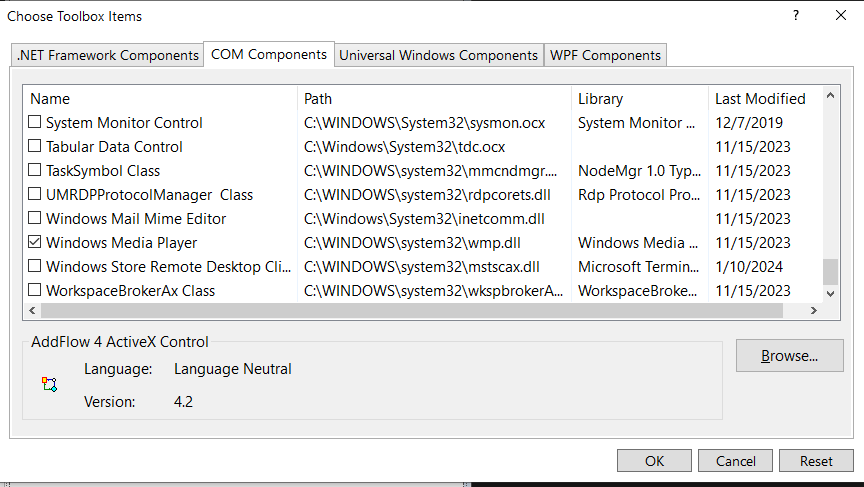 Choose Toolbox Items
.NET Framework Components COM Components Universal Windows Components WPF Components
Name Path Library Last Modified
System Monitor Control C:\WINDOWS\System32\sysmon.ocx System Monitor ... 12/7/2019
Tabular Data Control C:\Windows\System32\tdc.ocx 11/15/2023
TaskSymbol Class C:\WINDOWS\System32\mmcndmgr.... NodeMgr 1.0 Typ... 11/15/2023
UMRDPProtocolManager Class C:\WINDOWS\system32\rdpcorets.dll Rdp Protocol Pro... 11/15/2023
Windows Mail Mime Editor C:\Windows\System32\inetcomm.dll 11/15/2023
Windows Media Player C:\WINDOWS\system32\wmp.dll Windows Media ... 11/15/2023
Windows Store Remote Desktop Cli... C:\WINDOWS\system32\mstscax.dll Microsoft Termin... 1/10/2024
WorkspaceBrokerAx Class C:\WINDOWS\system32\wkspbrokerA... WorkspaceBroke... 11/15/2023
AddFlow 4 ActiveX Control
Browse...
Language: Language Neutral
Version: 4.2
OK Cancel Reset